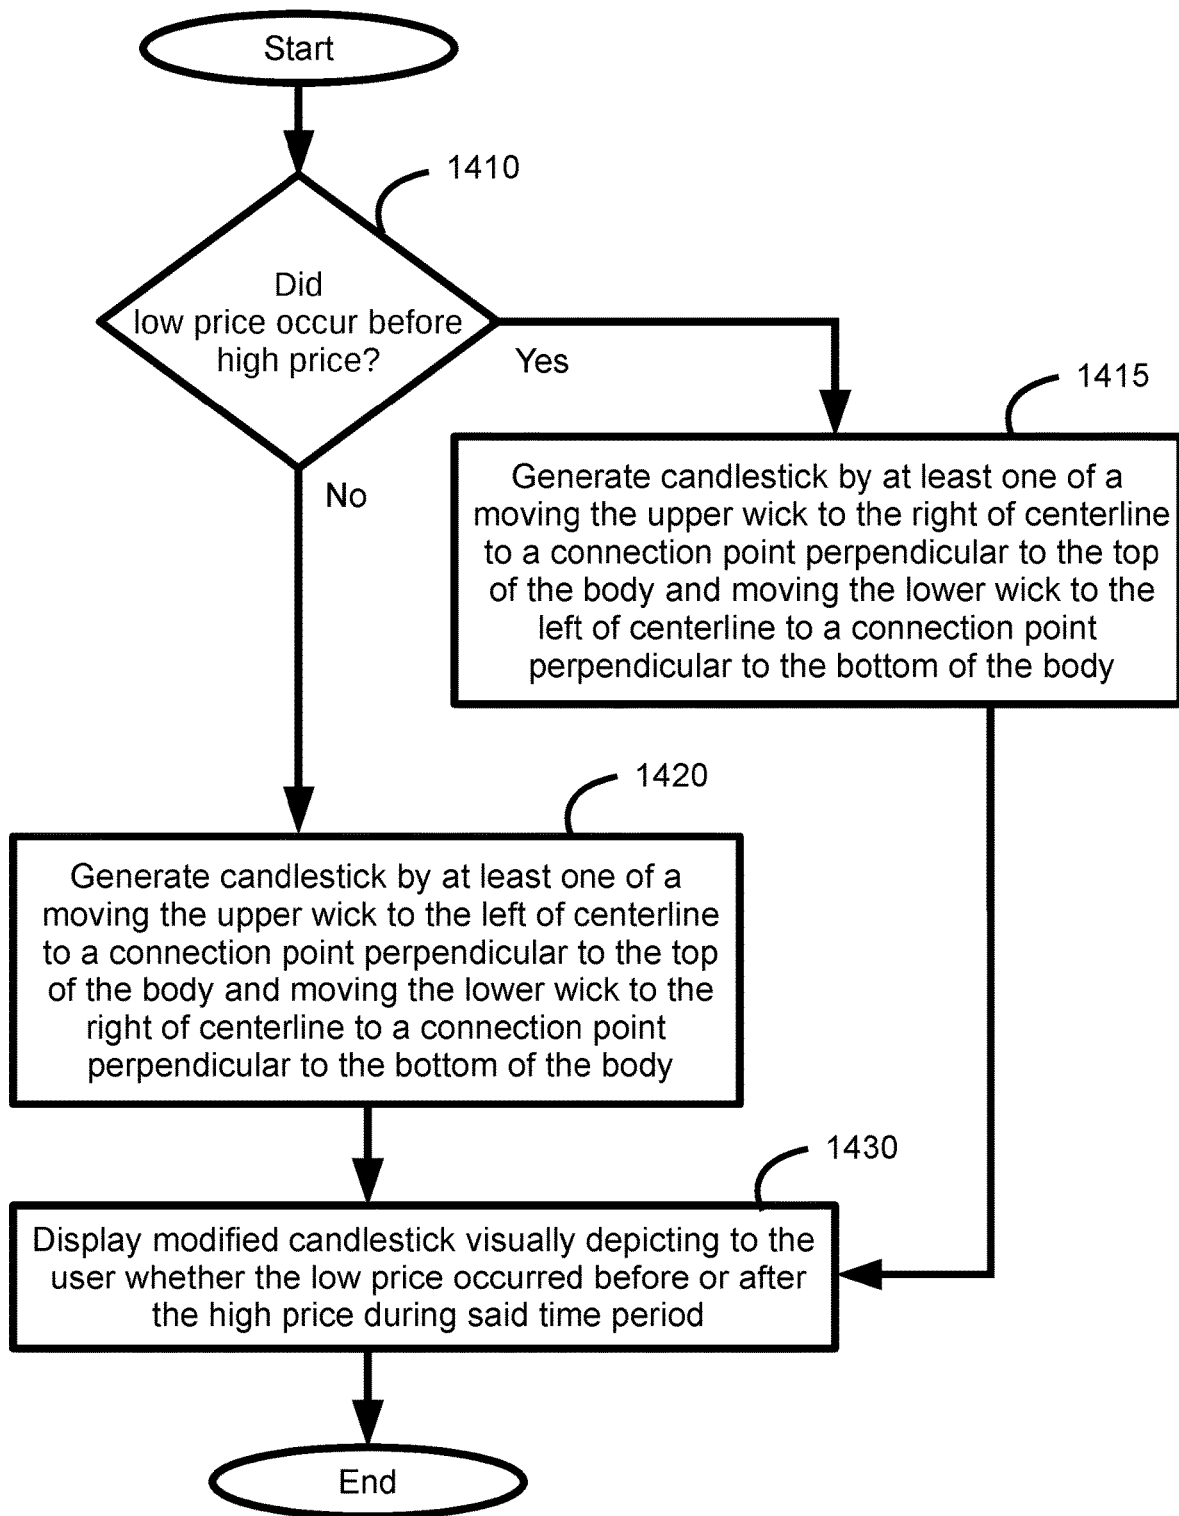 Start
1410
Did
low price occur before
high price?
Yes
No
1415
Generate candlestick by at least one of a
moving the upper wick to the right of centerline
to a connection point perpendicular to the top
of the body and moving the lower wick to the
left of centerline to a connection point
perpendicular to the bottom of the body
1420
Generate candlestick by at least one of a
moving the upper wick to the left of centerline
to a connection point perpendicular to the top
of the body and moving the lower wick to the
right of centerline to a connection point
perpendicular to the bottom of the body
1430
Display modified candlestick visually depicting to the
user whether the low price occurred before or after
the high price during said time period
End